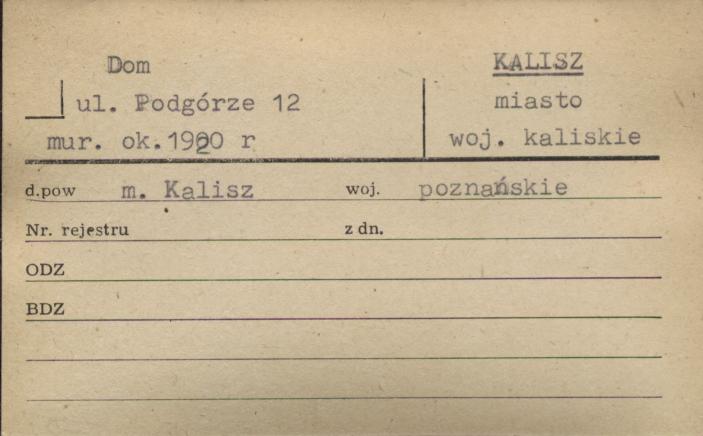 Dom
ul. Podgórze 12
mur. ok. r
KALISZ
miasto
woj. kaliskie
d.pow m. Kalisz woj. poznańskie
Nr. rejestru z dn.
ODZ
BDZ